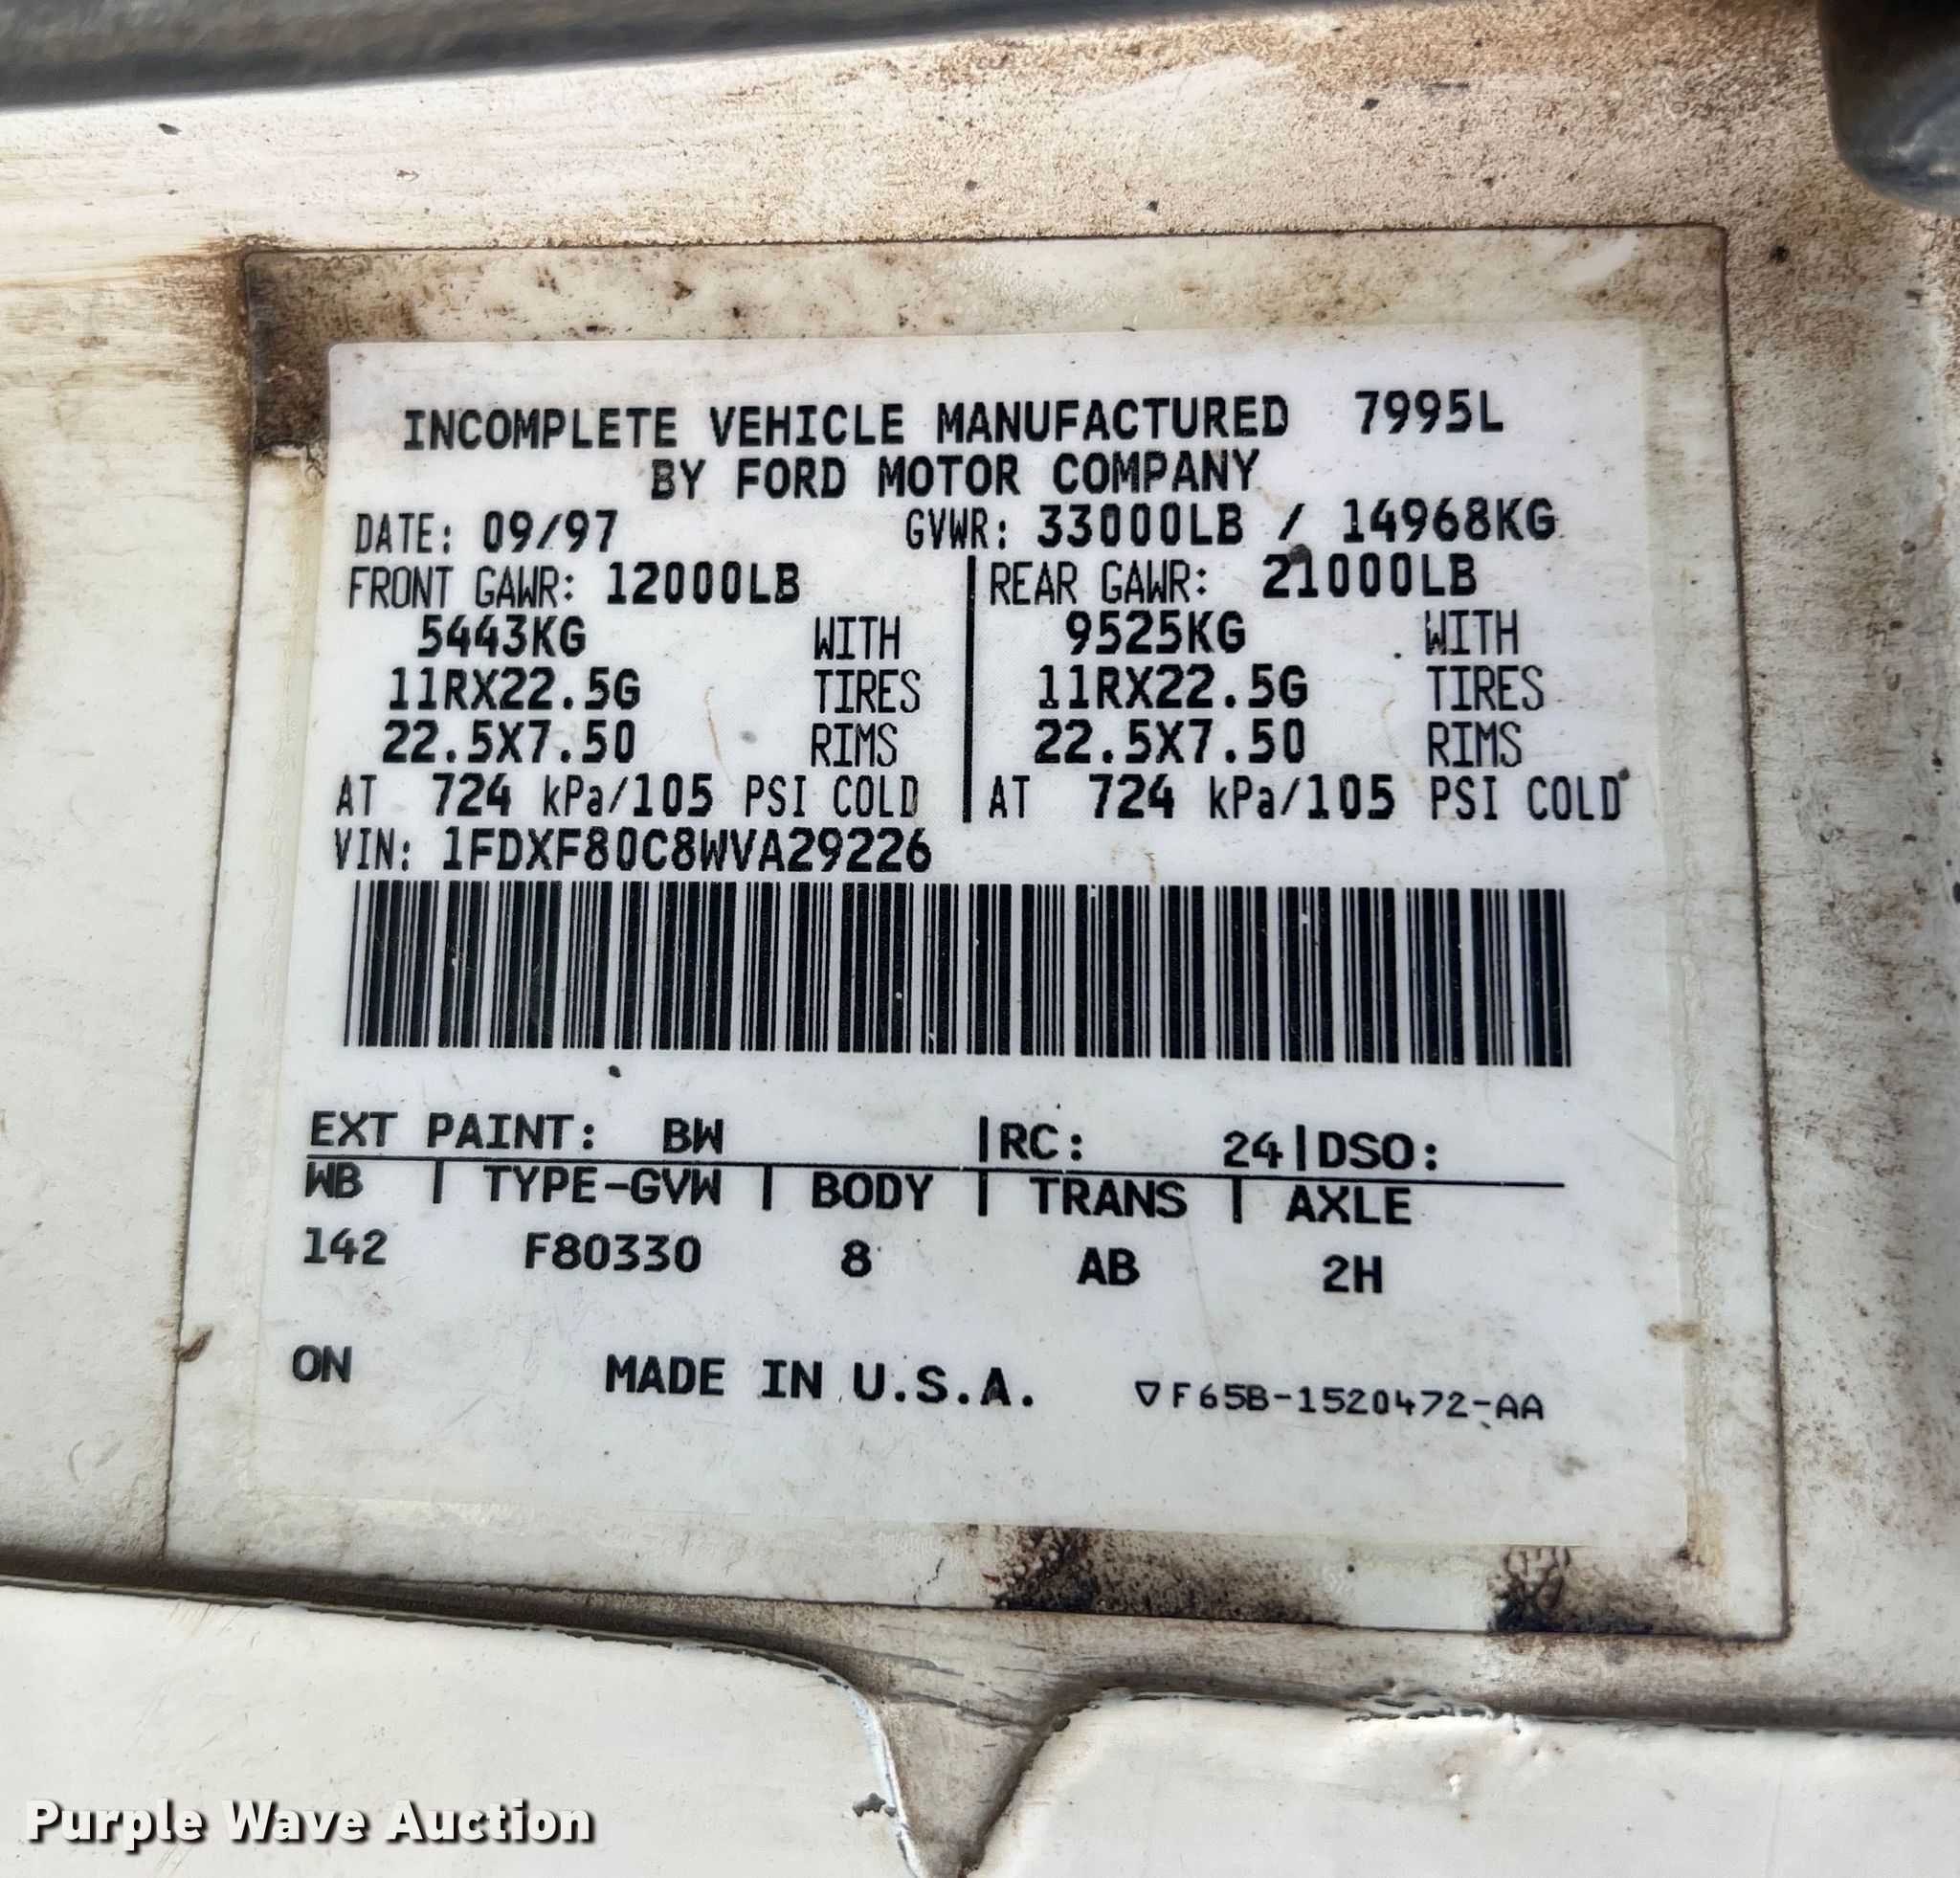 INCOMPLETE VEHICLE MANUFACTURED 7995L
BY FORD MOTOR COMPANY
DATE: 09/97 GVWR: 33000LB / 14968KG
FRONT GAWR: 12000LB | REAR GAWR: 21000LB
5443KG WITH | 9525KG WITH
11RX22.5G TIRES | 11RX22.5G TIRES
22.5X7.50 RIMS | 22.5X7.50 RIMS
AT 724 kPa/105 PSI COLD | AT 724 kPa/105 PSI COLD
VIN: 1FDXF80C8WVA29226
EXT PAINT: BW |RC: 24|DSO:
WB | TYPE-GVW | BODY | TRANS | AXLE
142 F80330 8 AB 2H
ON MADE IN U.S.A. ▽F65B-1520472-AA
Purple Wave Auction